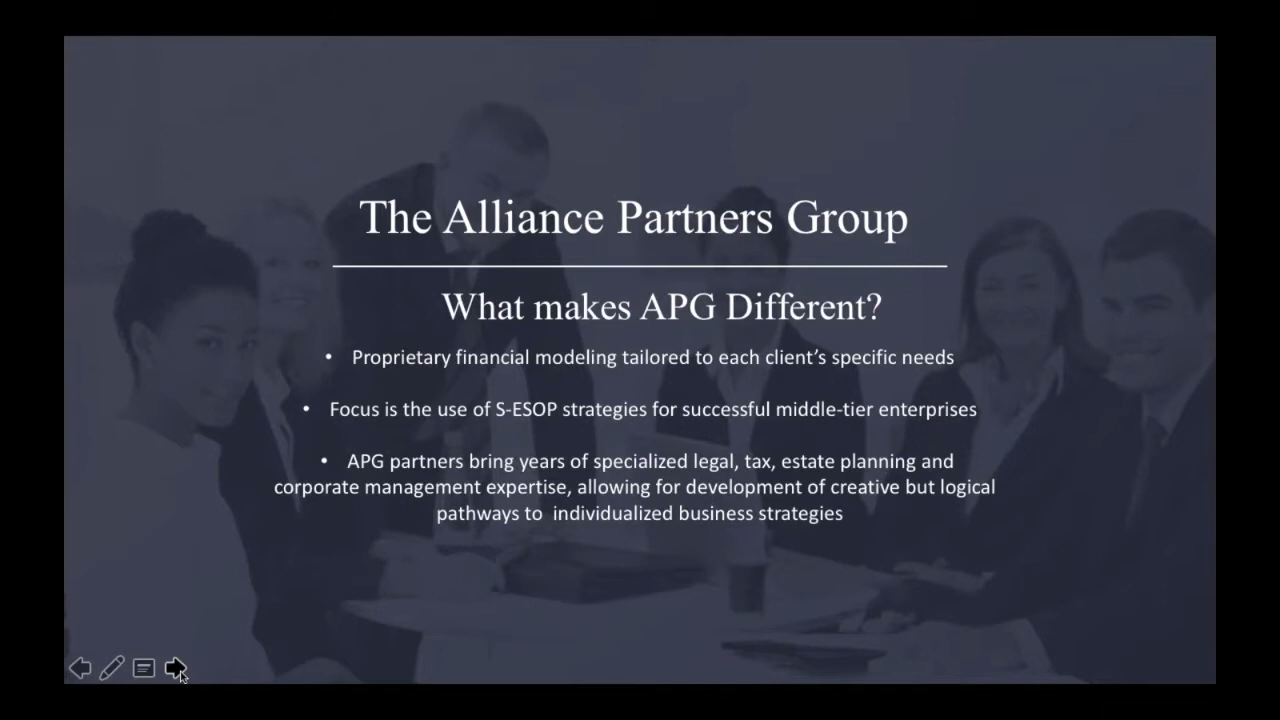 The Alliance Partners Group
What makes APG Different?
• Proprietary financial modeling tailored to each client’s specific needs
• Focus is the use of S-ESOP strategies for successful middle-tier enterprises
• APG partners bring years of specialized legal, tax, estate planning and
corporate management expertise, allowing for development of creative but logical
pathways to  individualized business strategies